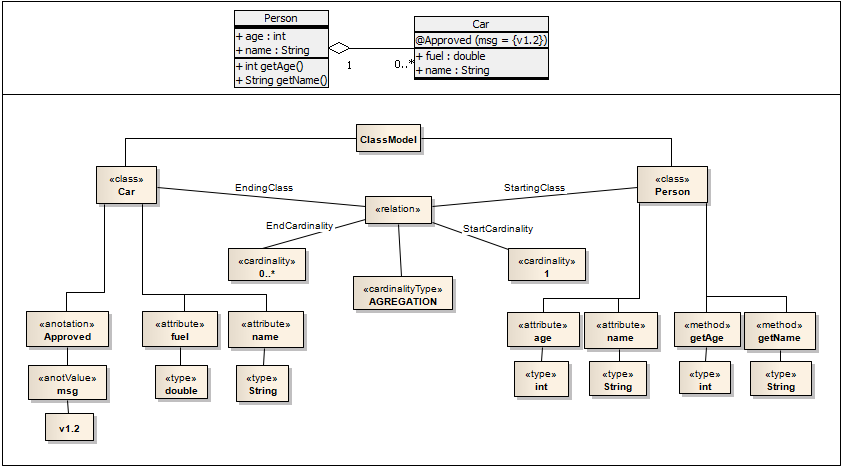 Person
+ age : int
+ name : String
+ int getAge()
+ String getName()
1
0..*
Car
@Approved (msg = {v1.2})
+ fuel : double
+ name : String
ClassModel
«class»
Car
EndingClass
StartingClass
«class»
Person
«relation»
EndCardinality
StartCardinality
«cardinality»
0..*
«cardinalityType»
AGREGATION
«cardinality»
1
«anotation»
Approved
«attribute»
fuel
«attribute»
name
«attribute»
age
«attribute»
name
«method»
getAge
«method»
getName
«anotValue»
msg
«type»
double
«type»
String
«type»
int
«type»
String
«type»
int
«type»
String
v1.2